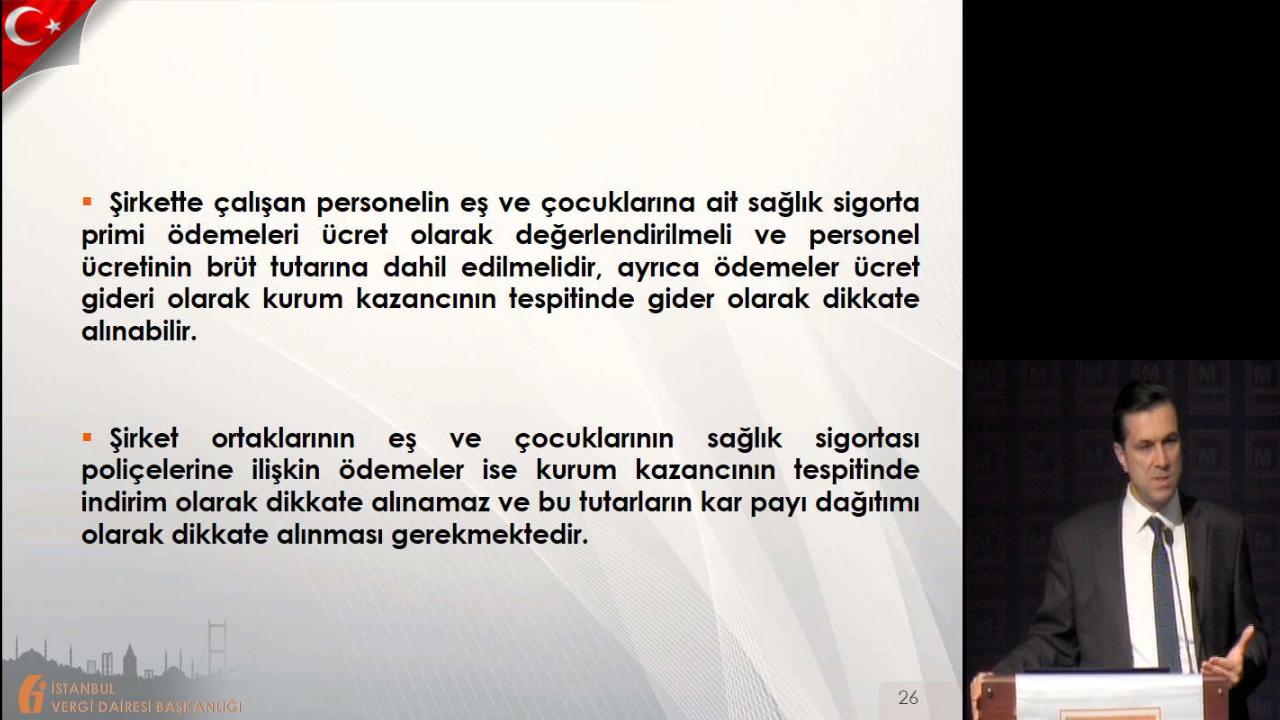 ▪ Şirkette çalışan personelin eş ve çocuklarına ait sağlık sigorta
primi ödemeleri ücret olarak değerlendirilmeli ve personel
ücretinin brüt tutarına dahil edilmelidir, ayrıca ödemeler ücret
gideri olarak kurum kazancının tespitinde gider olarak dikkate
alınabilir.
▪ Şirket ortaklarının eş ve çocuklarının sağlık sigortası
poliçelerine ilişkin ödemeler ise kurum kazancının tespitinde
indirim olarak dikkate alınamaz ve bu tutarların kar payı dağıtımı
olarak dikkate alınması gerekmektedir.
İSTANBUL
VERGİ DAİRESİ BAŞKANLIĞI
26